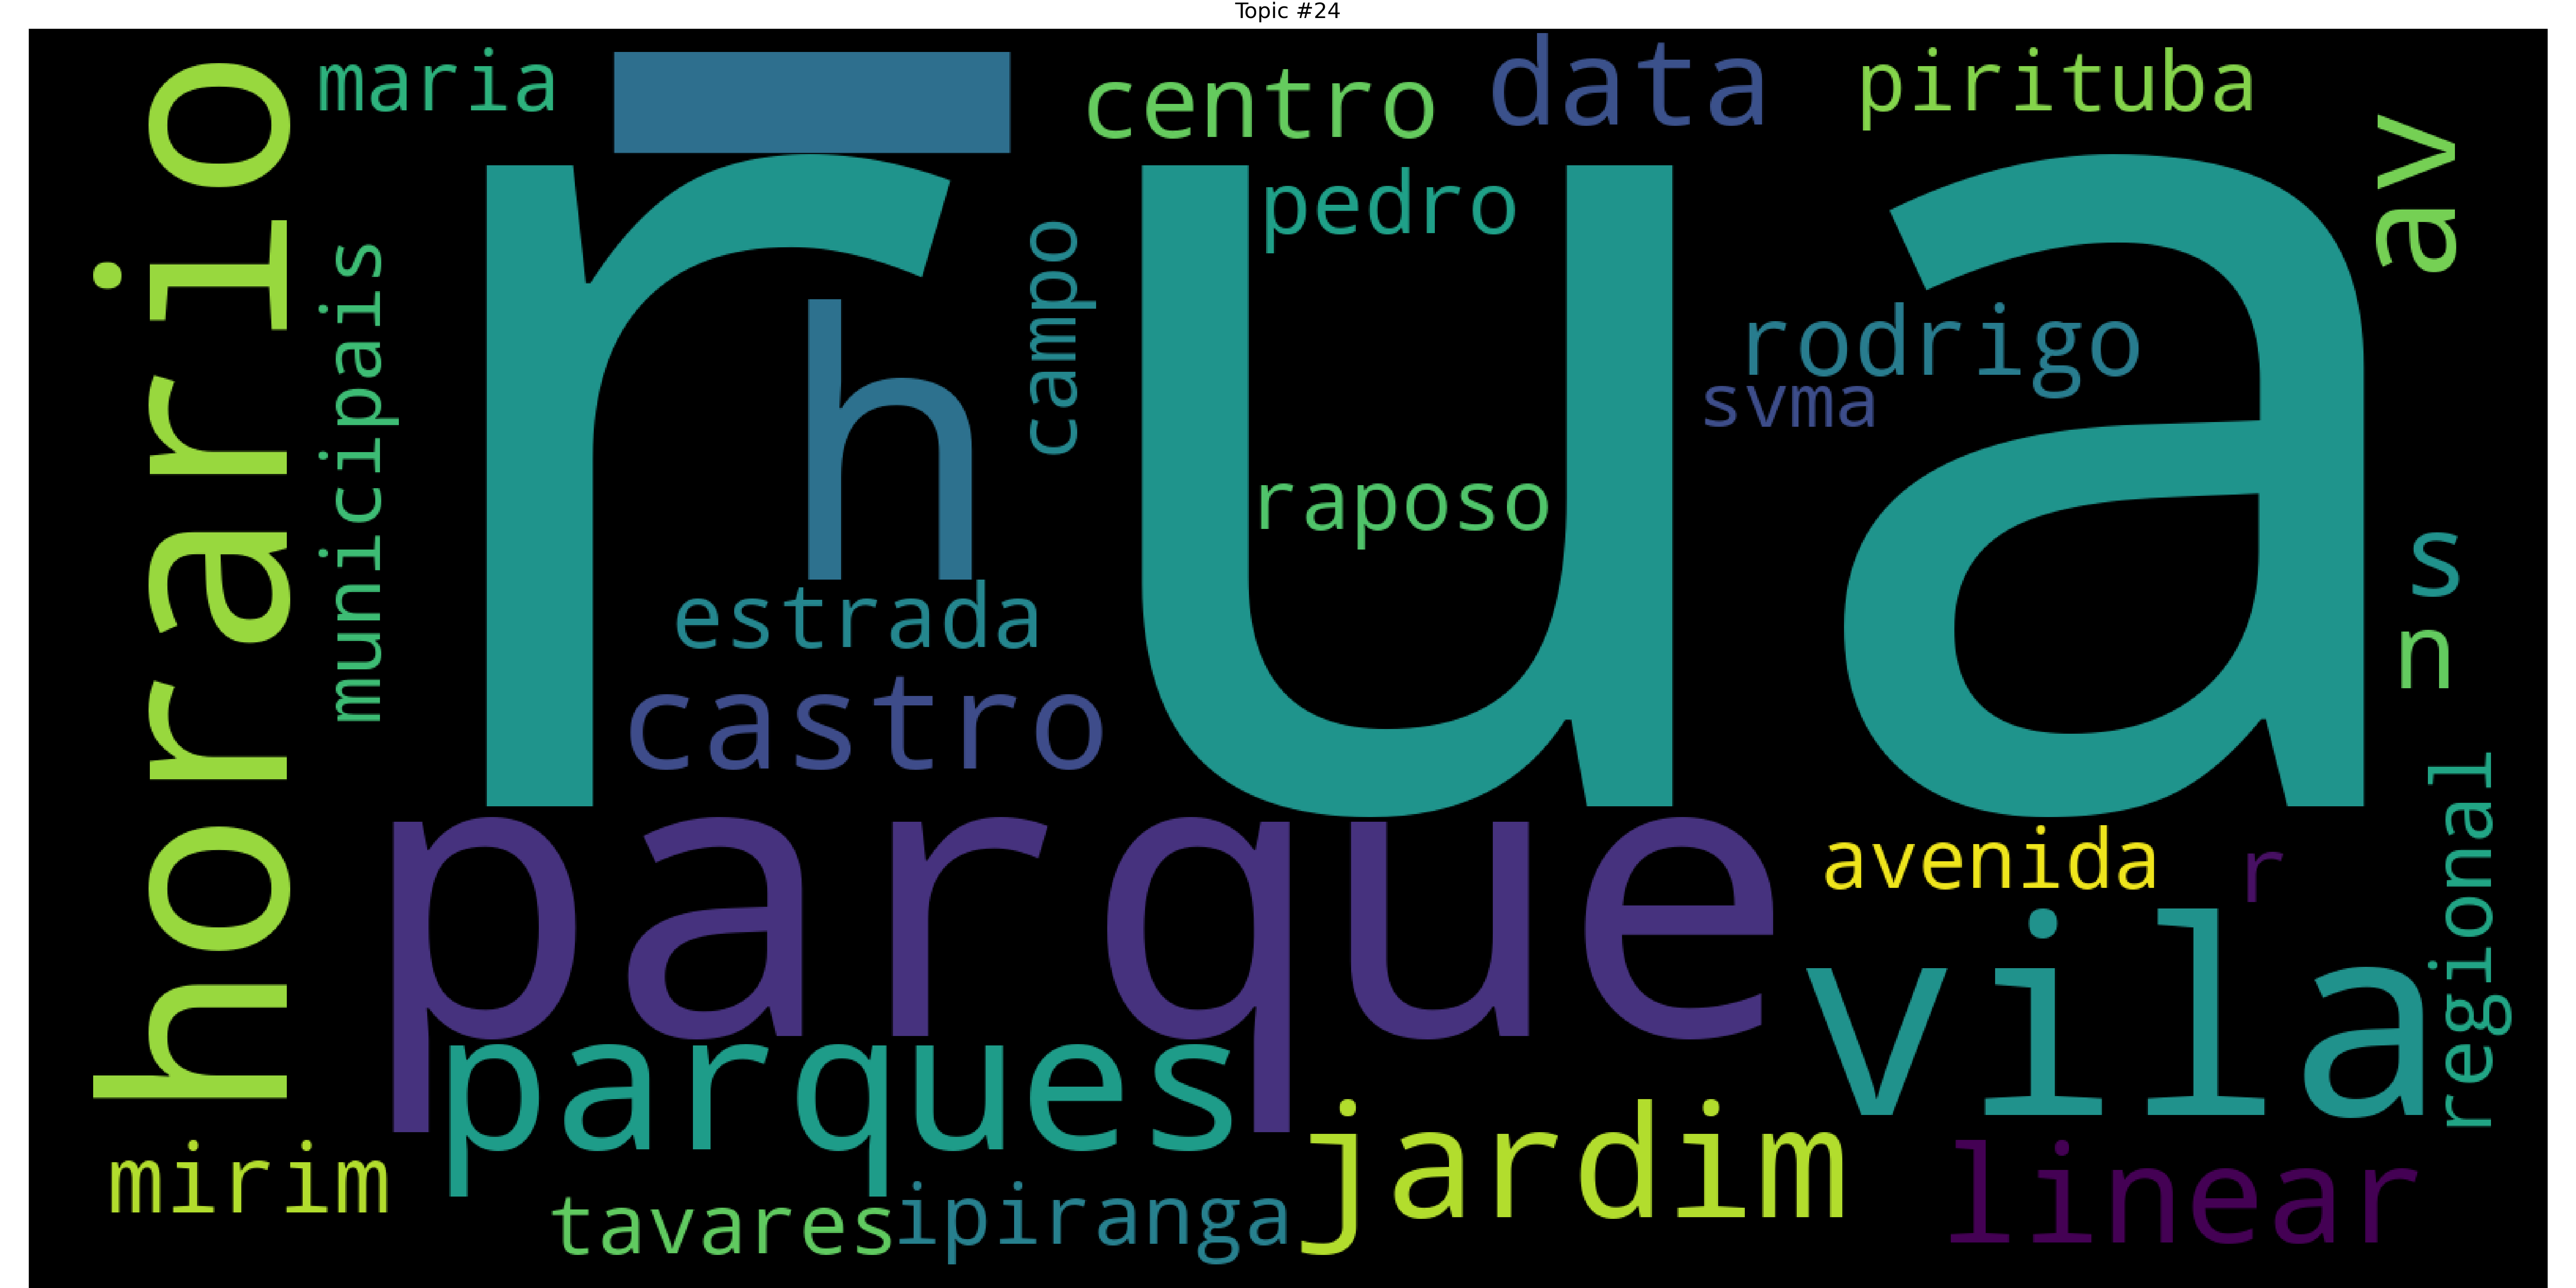 Topic #24
horario
maria
–
centro
data
pirituba
av
municipais
campo
pedro
rua
h
rodrigo
svma
raposo
estrada
s
n
castro
parque
avenida
r
regional
vila
parques
jardim
linear
mirim
tavares
ipiranga